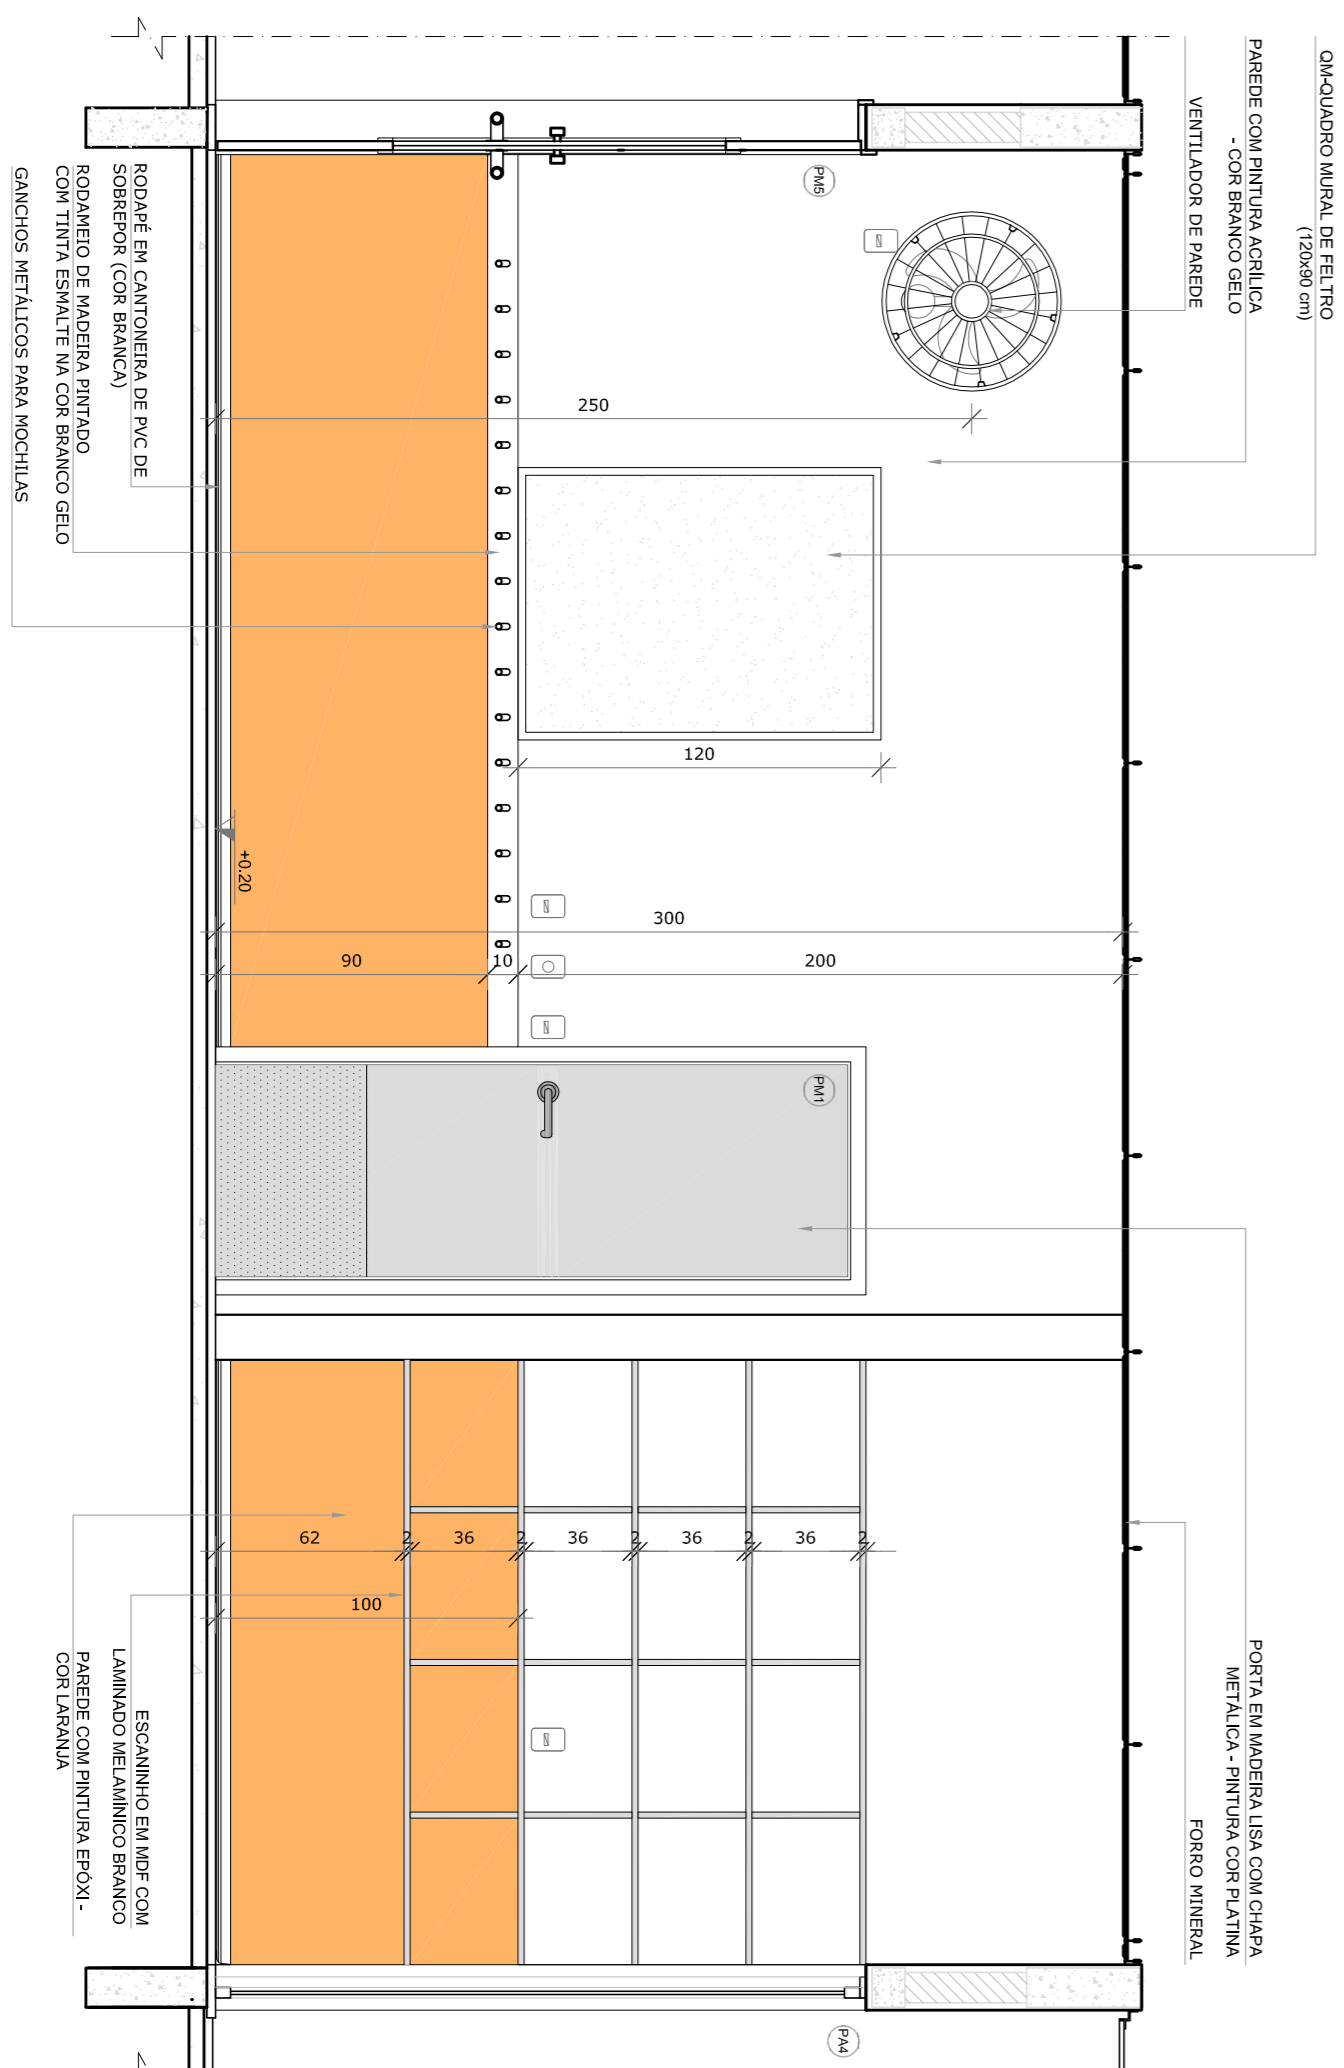 QM-QUADRO MURAL DE FELTRO
(120x90 cm)
PAREDE COM PINTURA ACRÍLICA
- COR BRANCO GELO
VENTILADOR DE PAREDE
PORTA EM MADEIRA LISA COM CHAPA
METÁLICA - PINTURA COR PLATINA
FORRO MINERAL
PM5
PM1
PA4
250
120
300
90
10
200
+0.20
62
2
36
2
36
2
36
2
36
2
100
RODAPÉ EM CANTONEIRA DE PVC DE
SOBREPOR (COR BRANCA)
RODAMEIO DE MADEIRA PINTADO
COM TINTA ESMALTE NA COR BRANCO GELO
GANCHOS METÁLICOS PARA MOCHILAS
ESCANINHO EM MDF COM
LAMINADO MELAMÍNICO BRANCO
PAREDE COM PINTURA EPÓXI -
COR LARANJA